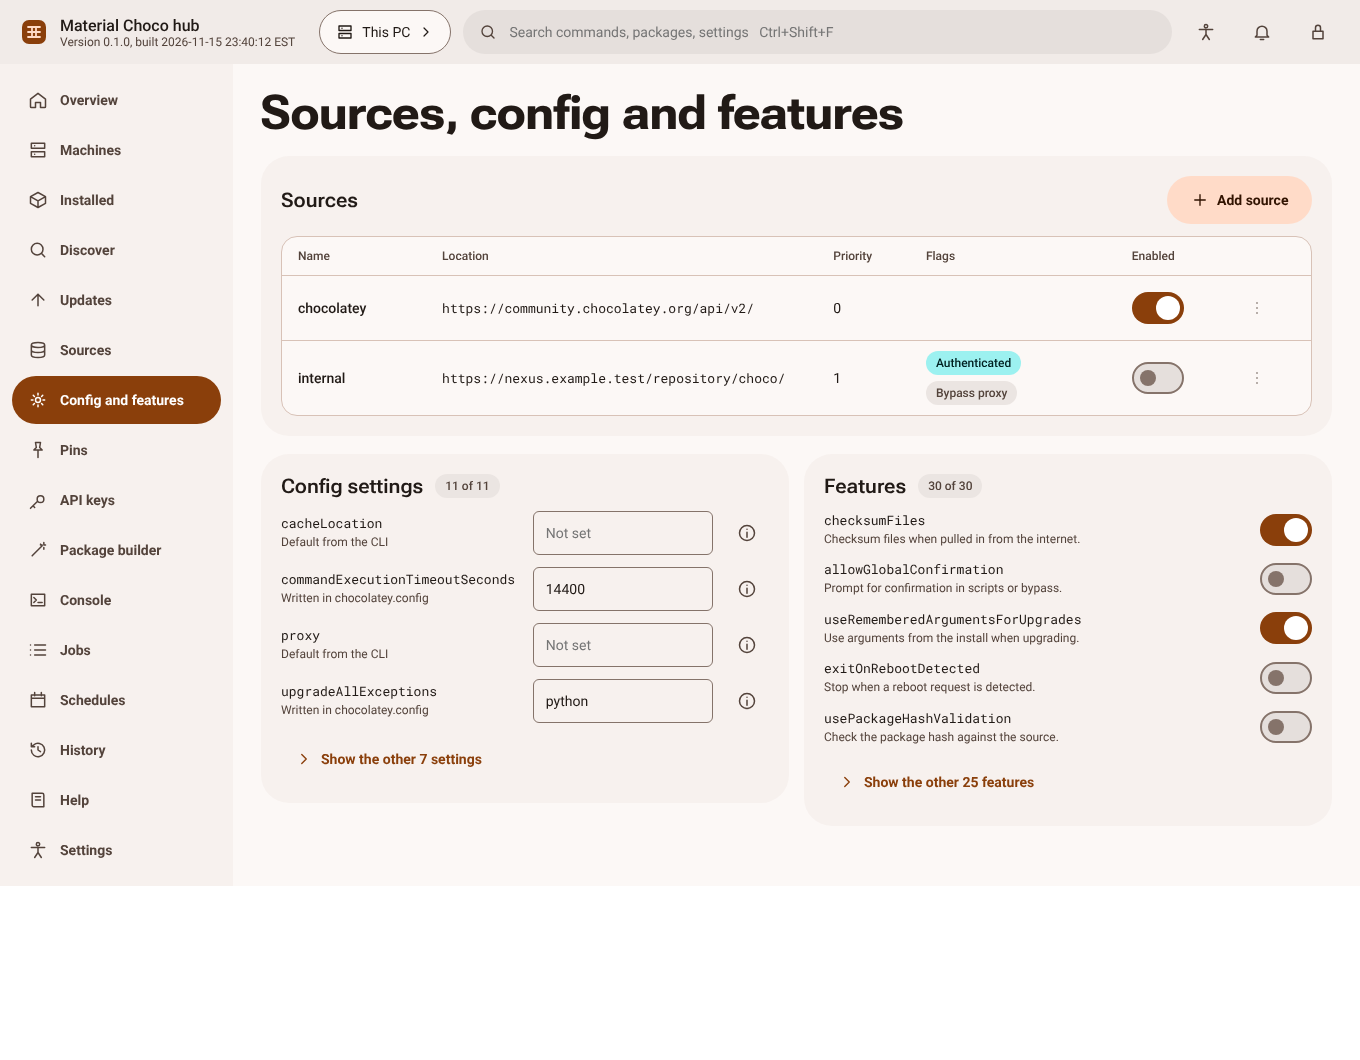 Material Choco hub
Version 0.1.0, built 2026-11-15 23:40:12 EST
This PC
Search commands, packages, settings Ctrl+Shift+F
Overview
Machines
Installed
Discover
Updates
Sources
Config and features
Pins
API keys
Package builder
Console
Jobs
Schedules
History
Help
Settings
Sources, config and features
Sources
Add source
Name Location Priority Flags Enabled
chocolatey https://community.chocolatey.org/api/v2/ 0
internal https://nexus.example.test/repository/choco/ 1 Authenticated
Bypass proxy
Config settings 11 of 11
cacheLocation
Default from the CLI
Not set
commandExecutionTimeoutSeconds
Written in chocolatey.config
14400
proxy
Default from the CLI
Not set
upgradeAllExceptions
Written in chocolatey.config
python
Show the other 7 settings
Features 30 of 30
checksumFiles
Checksum files when pulled in from the internet.
allowGlobalConfirmation
Prompt for confirmation in scripts or bypass.
useRememberedArgumentsForUpgrades
Use arguments from the install when upgrading.
exitOnRebootDetected
Stop when a reboot request is detected.
usePackageHashValidation
Check the package hash against the source.
Show the other 25 features